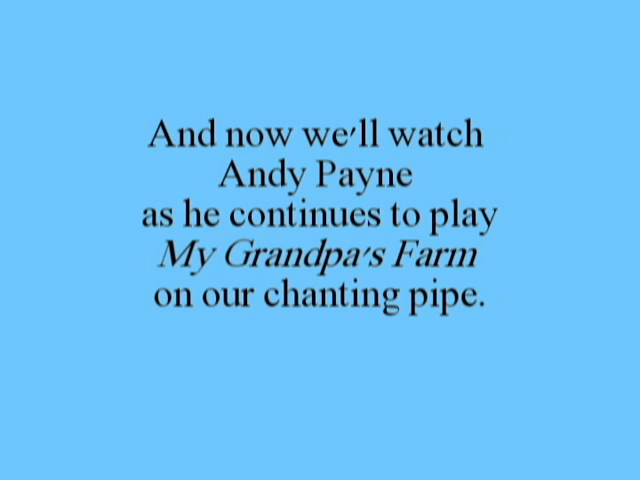 And now we'll watch
Andy Payne
as he continues to play
My Grandpa's Farm
on our chanting pipe.